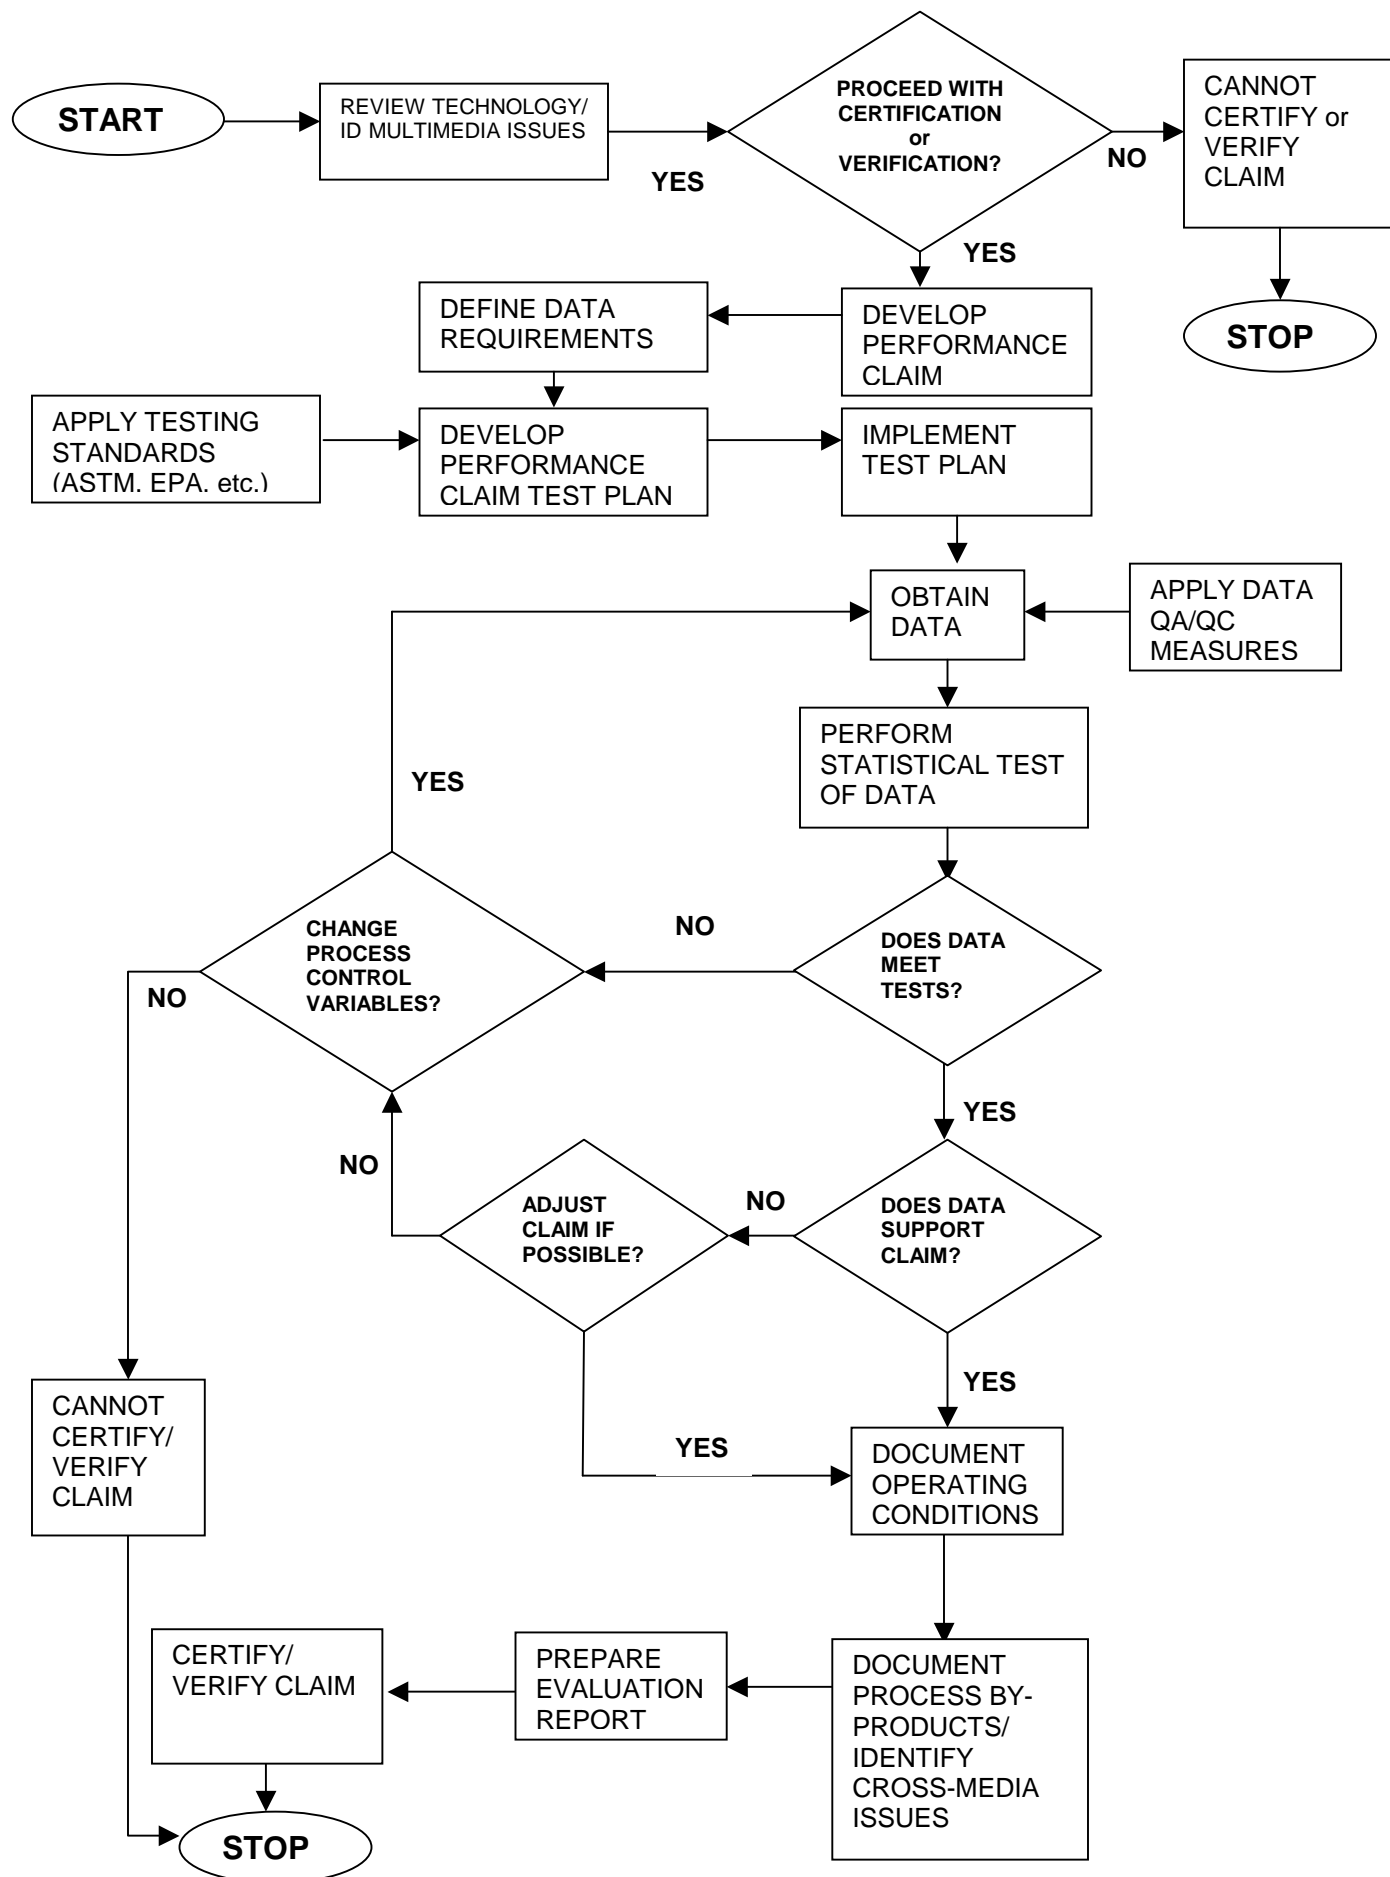 START
REVIEW TECHNOLOGY/
ID MULTIMEDIA ISSUES
YES
PROCEED WITH
CERTIFICATION
or
VERIFICATION?
NO
CANNOT
CERTIFY or
VERIFY
CLAIM
YES
STOP
DEFINE DATA
REQUIREMENTS
DEVELOP
PERFORMANCE
CLAIM
APPLY TESTING
STANDARDS
(ASTM, EPA, etc.)
DEVELOP
PERFORMANCE
CLAIM TEST PLAN
IMPLEMENT
TEST PLAN
OBTAIN
DATA
APPLY DATA
QA/QC
MEASURES
PERFORM
STATISTICAL TEST
OF DATA
YES
CHANGE
PROCESS
CONTROL
VARIABLES?
NO
NO
DOES DATA
MEET
TESTS?
YES
NO
ADJUST
CLAIM IF
POSSIBLE?
NO
DOES DATA
SUPPORT
CLAIM?
YES
CANNOT
CERTIFY/
VERIFY
CLAIM
YES
DOCUMENT
OPERATING
CONDITIONS
CERTIFY/
VERIFY CLAIM
PREPARE
EVALUATION
REPORT
DOCUMENT
PROCESS BY-
PRODUCTS/
IDENTIFY
CROSS-MEDIA
ISSUES
STOP